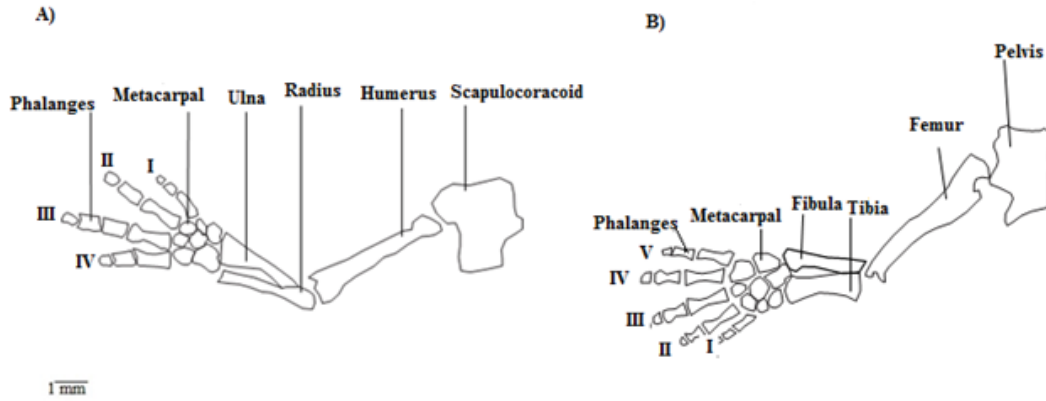 A)
Phalanges Metacarpal Ulna Radius Humerus Scapulocoracoid
I
II
III
IV
1 mm
B)
Pelvis
Femur
Phalanges Metacarpal Fibula Tibia
V
IV
III
II I